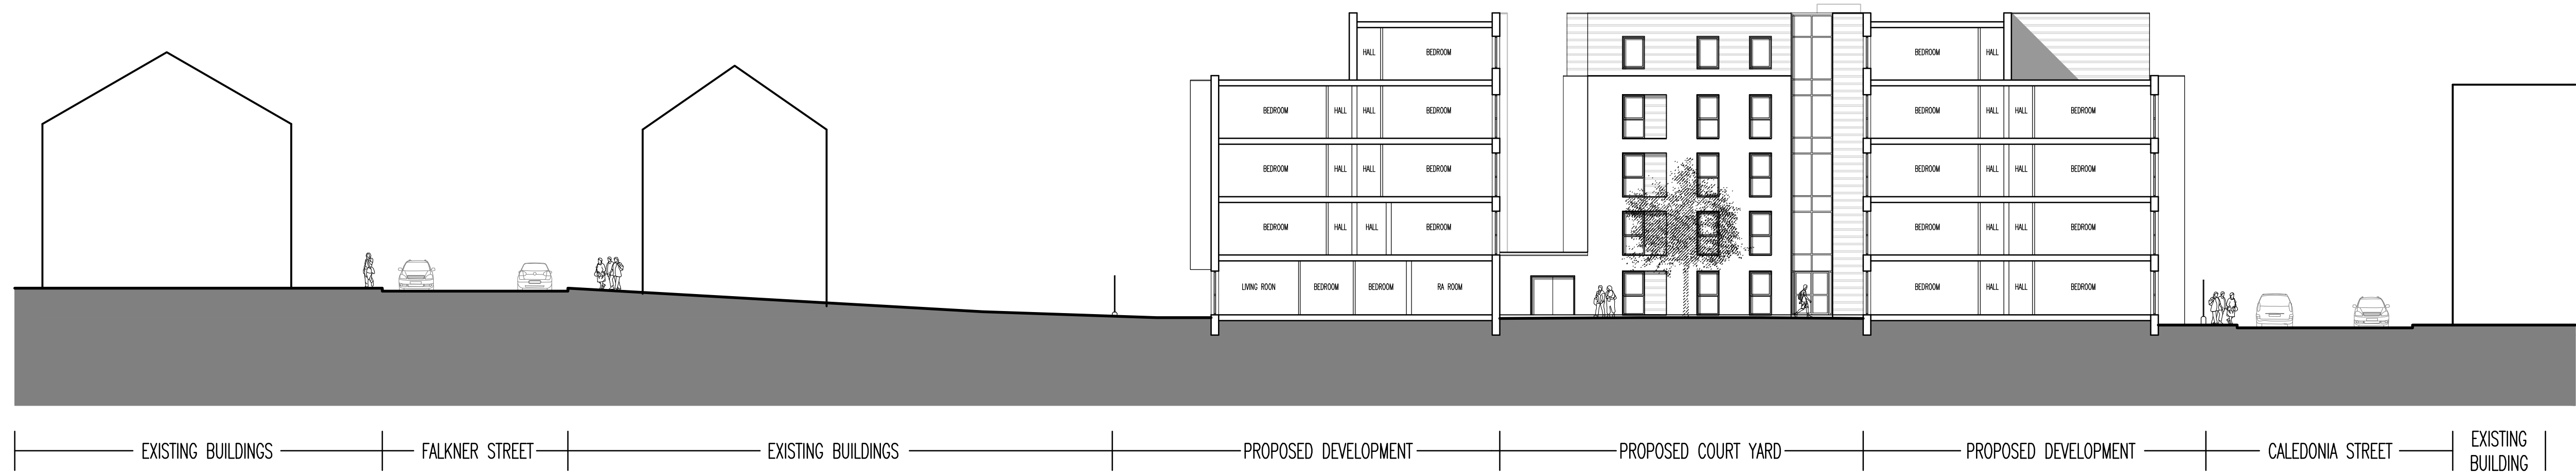 HALL BEDROOM BEDROOM HALL
BEDROOM HALL HALL BEDROOM BEDROOM HALL HALL BEDROOM
BEDROOM HALL HALL BEDROOM BEDROOM HALL HALL BEDROOM
BEDROOM HALL HALL BEDROOM BEDROOM HALL HALL BEDROOM
LIVING ROON BEDROOM BEDROOM RA ROOM BEDROOM HALL HALL BEDROOM
EXISTING BUILDINGS FALKNER STREET EXISTING BUILDINGS PROPOSED DEVELOPMENT PROPOSED COURT YARD PROPOSED DEVELOPMENT CALEDONIA STREET EXISTING
BUILDING